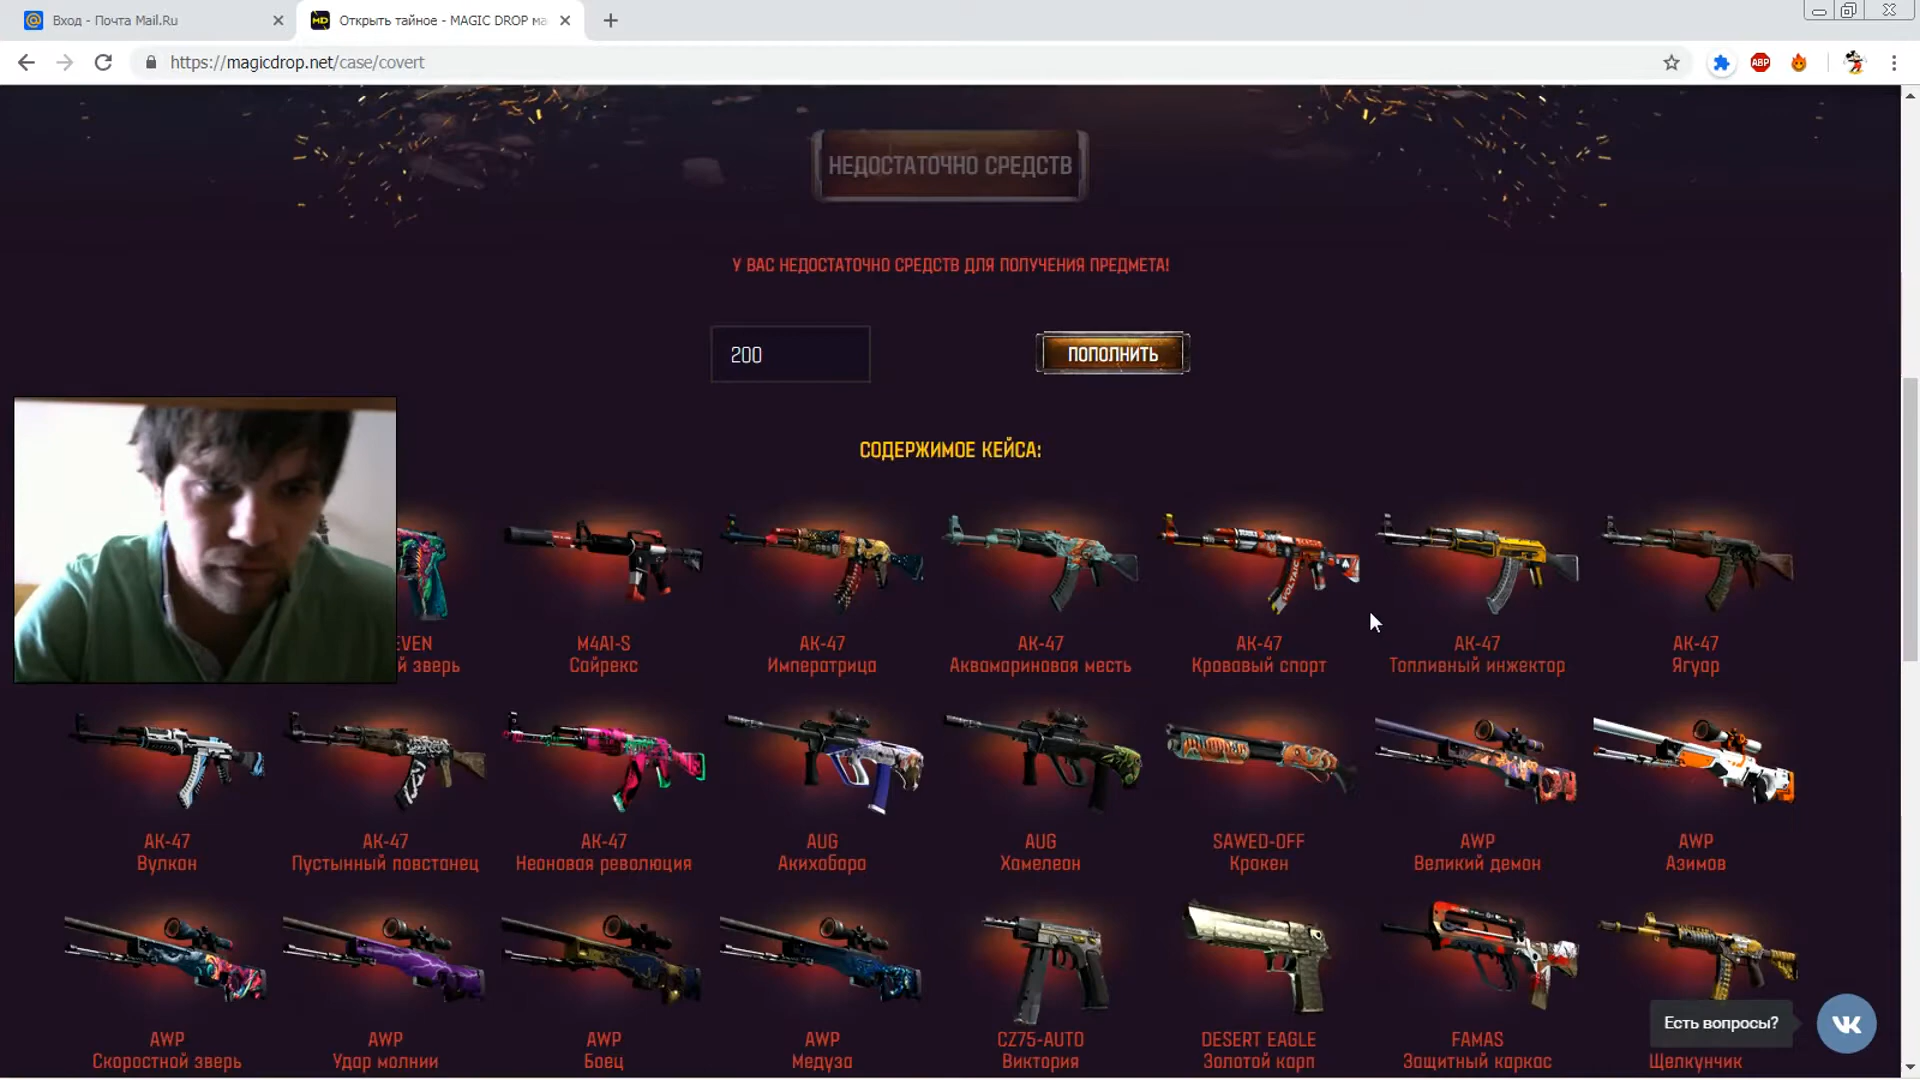 Вход - Почта Mail.Ru
Открыть тайное - MAGIC DROP ма
https://magicdrop.net/case/covert
ABP
НЕДОСТАТОЧНО СРЕДСТВ
У ВАС НЕДОСТАТОЧНО СРЕДСТВ ДЛЯ ПОЛУЧЕНИЯ ПРЕДМЕТА!
200
ПОПОЛНИТЬ
СОДЕРЖИМОЕ КЕЙСА:
EVEN
й зверь
M4A1-S
Сайрекс
AK-47
Императрица
AK-47
Аквамариновая месть
AK-47
Кровавый спорт
AK-47
Топливный инжектор
AK-47
Ягуар
AK-47
Вулкан
AK-47
Пустынный повстанец
AK-47
Неоновая революция
AUG
Акихабара
AUG
Хамелеон
SAWED-OFF
Кракен
AWP
Великий демон
AWP
Азимов
AWP
Скоростной зверь
AWP
Удар молнии
AWP
Боец
AWP
Медуза
CZ75-AUTO
Виктория
DESERT EAGLE
Золотой карп
FAMAS
Защитный каркас
Щелкунчик
Есть вопросы?